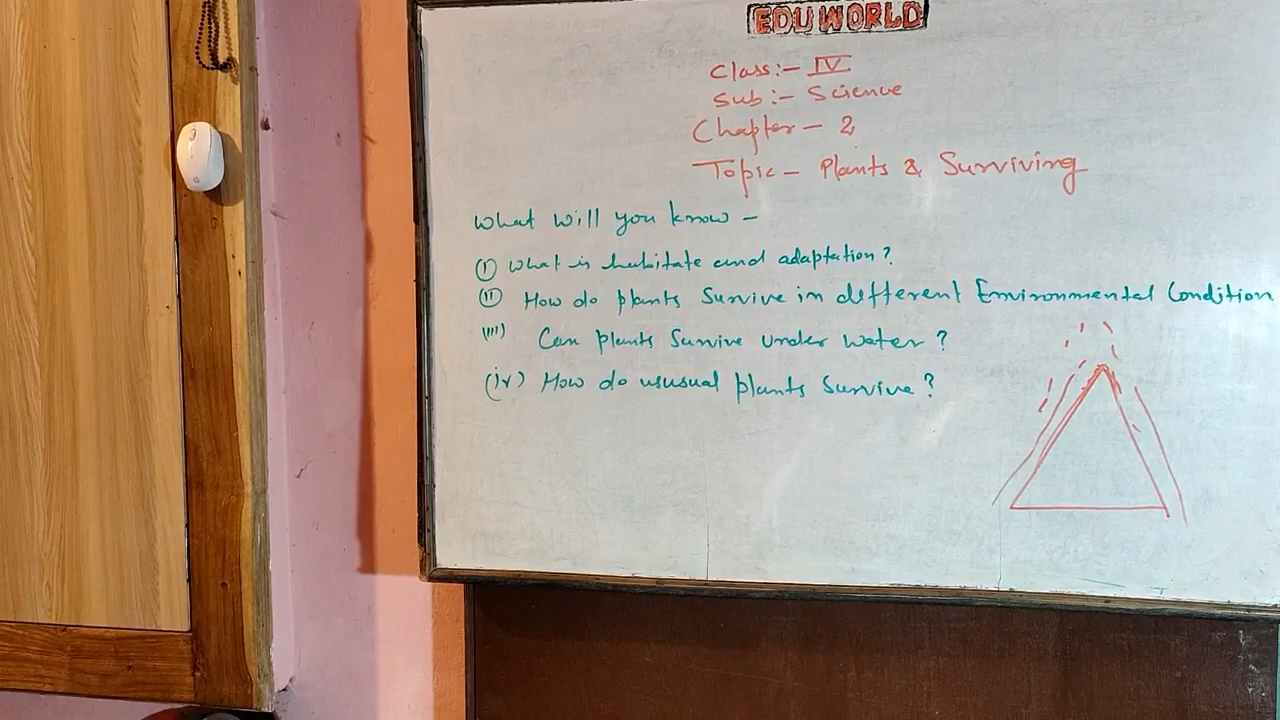 EDU WORLD
Class:- IV
Sub:- Science
Chapter - 2
Topic - Plants & Surviving
What will you know -
(i) What is habitate and adaptation?
(ii) How do plants Survive in different Environmental Condition
(iii) Can plants Survive under water?
(iv) How do ususual plants Survive?